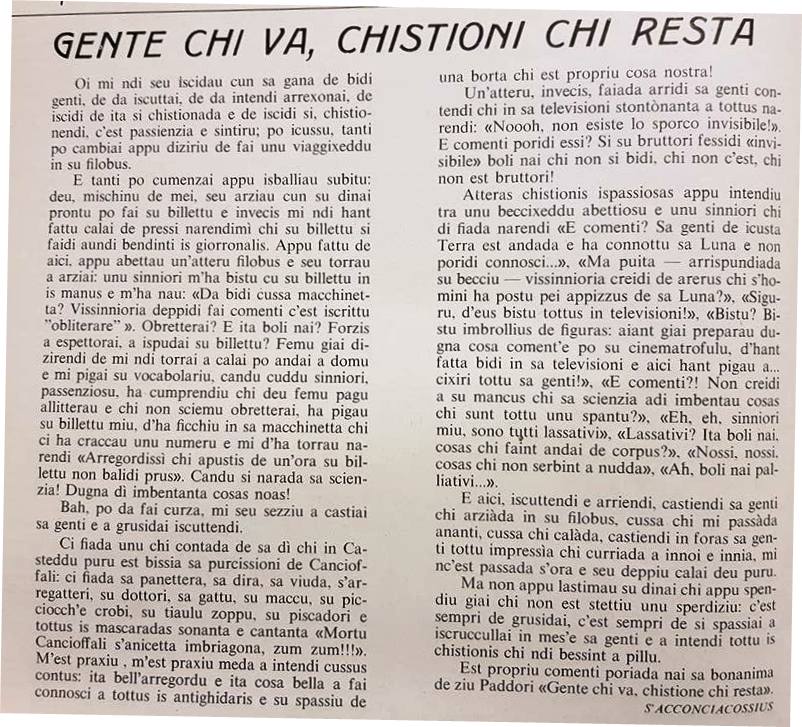 GENTE CHI VA, CHISTIONI CHI RESTA
Oi mi ndi seu iscidau cun sa gana de bidi
genti, de da iscuttai, de da intendi arrexonai, de
iscidi de ita si chistionada e de iscidi si, chistio-
nendi, c'est passienzia e sintiru; po icussu, tanti
po cambiai appu diziriu de fai unu viaggixeddu
in su filobus.
E tanti po cumenzai appu isballiau subitu:
deu, mischinu de mei, seu arziau cun su dinai
prontu po fai su billettu e invecis mi ndi hant
fattu calai de pressi narendimì chi su billettu si
faidi aundi bendinti is giorronalis. Appu fattu de
aici, appu abettau un'atteru filobus e seu torrau
a arziai: unu sinniori m'ha bistu cu su billettu in
is manus e m'ha nau: «Da bidi cussa macchinet-
ta? Vissinnioria deppidi fai comenti c'est iscrittu
"obliterare"». Obretterai? E ita boli nai? Forzis
a espettorai, a ispudai su billettu? Femu giai di-
zirendi de mi ndi torrai a calai po andai a domu
e mi pigai su vocabolariu, candu cuddu sinniori,
passenziosu, ha cumprendiu chi deu femu pagu
allitterau e chi non sciemu obretterai, ha pigau
su billettu miu, d'ha ficchiu in sa macchinetta chi
ci ha craccau unu numeru e mi d'ha torrau na-
rendi «Arregordissì chi apustis de un'ora su bil-
lettu non balidi prus». Candu si narada sa scien-
zia! Dugna dì imbentanta cosas noas!
Bah, po da fai curza, mi seu sezziu a castiai
sa genti e a grusidai iscuttendi.
Ci fiada unu chi contada de sa dì chi in Ca-
steddu puru est bissia sa purcissioni de Canciof-
fali: ci fiada sa panettera, sa dira, sa viuda, s'ar-
regatteri, su dottori, sa gattu, su maccu, su pic-
ciocch'e crobi, su tiaulu zoppu, su piscadori e
tottus is mascaradas sonanta e cantanta «Mortu
Cancioffali s'anicetta imbriagona, zum zum!!!».
M'est praxiu , m'est praxiu meda a intendi cussus
contus: ita bell'arregordu e ita cosa bella a fai
connosci a tottus is antighidaris e su spassiu de
una borta chi est propriu cosa nostra!
Un'atteru, invecis, faiada arridi sa genti con-
tendi chi in sa televisioni stontònanta a tottus na-
rendi: «Noooh, non esiste lo sporco invisibile!».
E comenti poridi essi? Si su bruttori fessidi «invi-
sibile» boli nai chi non si bidi, chi non c'est, chi
non est bruttori!
Atteras chistionis ispassiosas appu intendiu
tra unu beccixeddu abettiosu e unu sinniori chi
di fiada narendi «E comenti? Sa genti de icusta
Terra est andada e ha connottu sa Luna e non
poridi connosci...», «Ma puita — arrispundiada
su becciu — vissinnioria creidi de arerus chi s'ho-
mini ha postu pei appizzus de sa Luna?», «Sigu-
ru, d'eus bistu tottus in televisioni!», «Bistu? Bi-
stu imbrollius de figuras: aiant giai preparau du-
gna cosa coment'e po su cinematrofulu, d'hant
fatta bidi in sa televisioni e aici hant pigau a...
cixiri tottu sa genti!», «E comenti?! Non creidi
a su mancus chi sa scienzia adi imbentau cosas
chi sunt tottu unu spantu?», «Eh, eh, sinniori
miu, sono tutti lassativi», «Lassativi? Ita boli nai,
cosas chi faint andai de corpus?», «Nossi, nossi,
cosas chi non serbint a nudda», «Ah, boli nai pal-
liativi...».
E aici, iscuttendi e arriendi, castiendi sa genti
chi arziàda in su filobus, cussa chi mi passàda
ananti, cussa chi calàda, castiendi in foras sa gen-
ti tottu impressìa chi curriada a innoi e innia, mi
nc'est passada s'ora e seu deppiu calai deu puru.
Ma non appu lastimau su dinai chi appu spen-
diu giai chi non est stettiu unu sperdiziu: c'est
sempri de grusidai, c'est sempri de si spassiai a
iscruccullai in mes'e sa genti e a intendi tottu is
chistionis chi ndi bessint a pillu.
Est propriu comenti poriada nai sa bonanima
de ziu Paddori «Gente chi va, chistione chi resta».
S'ACCONCIACOSSIUS